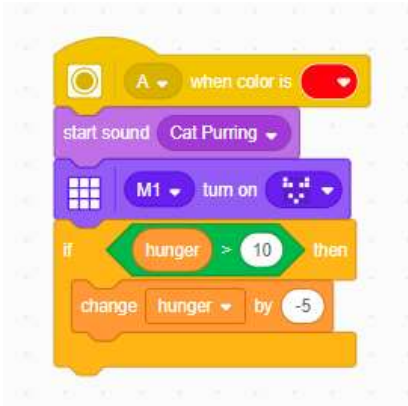 A when color is
start sound Cat Purring
M1 turn on
if hunger > 10 then
change hunger by -5